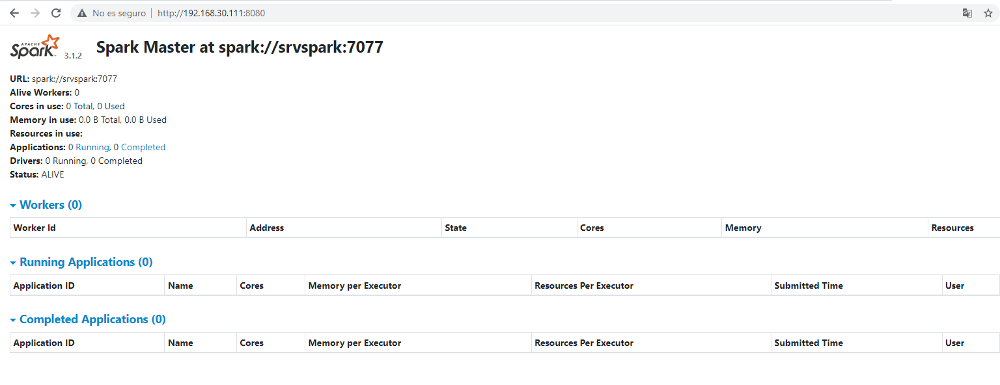 No es seguro | http://192.168.30.111:8080
APACHE Spark 3.1.2 Spark Master at spark://srvspark:7077
URL: spark://srvspark:7077
Alive Workers: 0
Cores in use: 0 Total, 0 Used
Memory in use: 0.0 B Total, 0.0 B Used
Resources in use:
Applications: 0 Running, 0 Completed
Drivers: 0 Running, 0 Completed
Status: ALIVE
Workers (0)
Worker Id Address State Cores Memory Resources
Running Applications (0)
Application ID Name Cores Memory per Executor Resources Per Executor Submitted Time User
Completed Applications (0)
Application ID Name Cores Memory per Executor Resources Per Executor Submitted Time User